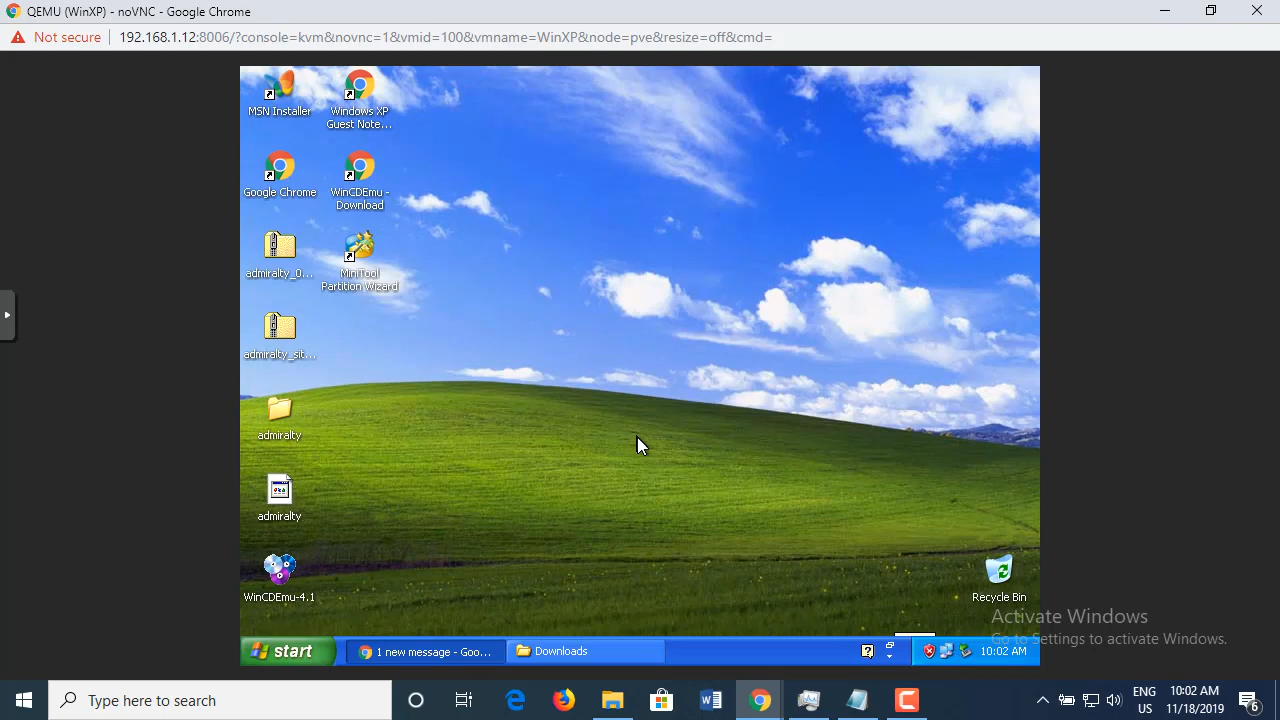 QEMU (WinXP) - noVNC - Google Chrome
Not secure
192.168.1.12:8006/?console=kvm&novnc=1&vmid=100&vmname=WinXP&node=pve&resize=off&cmd=
MSN Installer
Windows XP
Guest Note...
Google Chrome
WinCDEmu -
Download
admiralty_0...
MiniTool
Partition Wizard
admiralty_sit...
admiralty
admiralty
WinCDEmu-4.1
Recycle Bin
Activate Windows
Go to Settings to activate Windows.
start
1 new message - Goo...
Downloads
10:02 AM
Type here to search
ENG
US
10:02 AM
11/18/2019
6